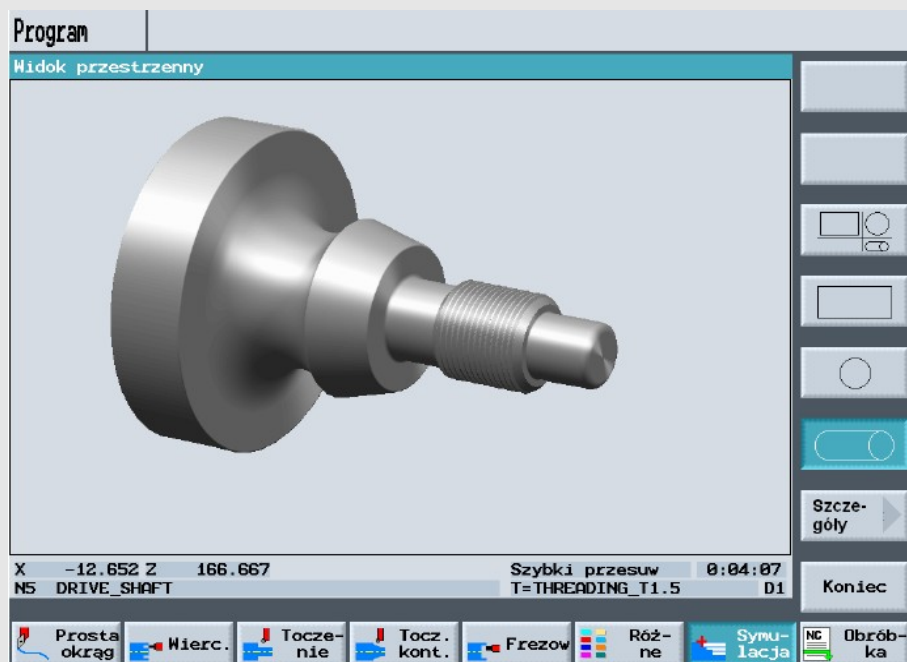 Program
Widok przestrzenny
Szcze-
góły
Koniec
X -12.652 Z 166.667 Szybki przesuw 0:04:07
N5 DRIVE_SHAFT T=THREADING_T1.5 D1
Prosta
okrąg
Wierc.
Tocze-
nie
Tocz.
kont.
Frezow
Róż-
ne
Symu-
lacja
NC
Obrób-
ka